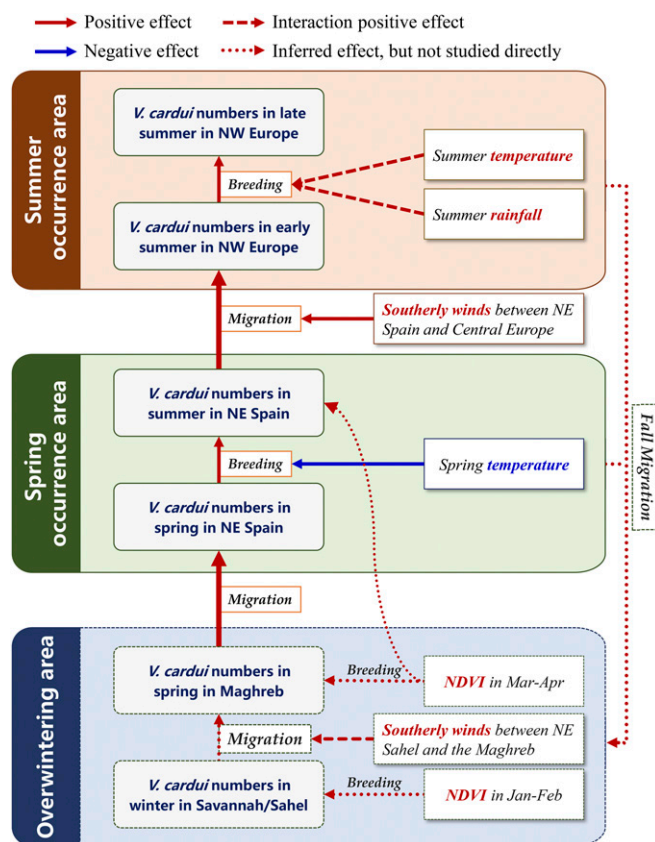 Positive effect
Interaction positive effect
Negative effect
Inferred effect, but not studied directly
Summer
occurrence area
V. cardui numbers in late
summer in NW Europe
Breeding
Summer temperature
Summer rainfall
V. cardui numbers in early
summer in NW Europe
Migration
Southerly winds between NE
Spain and Central Europe
Spring
occurrence area
V. cardui numbers in
summer in NE Spain
Breeding
Spring temperature
V. cardui numbers in
spring in NE Spain
Fall Migration
Migration
Overwintering area
V. cardui numbers in
spring in Maghreb
Breeding
NDVI in Mar-Apr
Migration
Southerly winds between NE
Sahel and the Maghreb
V. cardui numbers in
winter in Savannah/Sahel
Breeding
NDVI in Jan-Feb